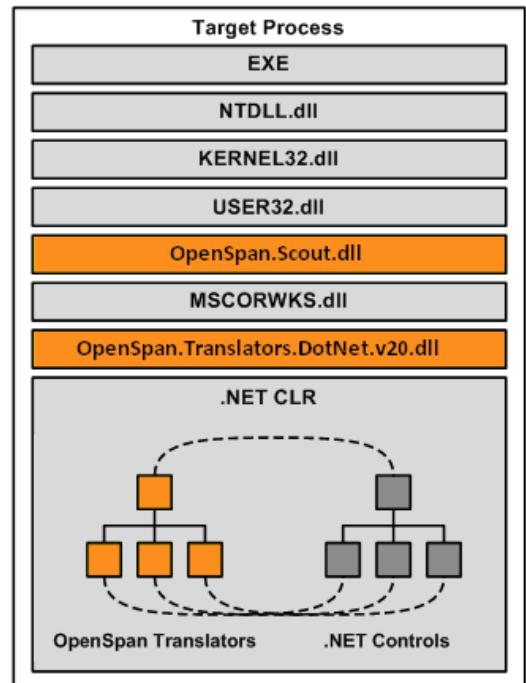 Target Process
EXE
NTDLL.dll
KERNEL32.dll
USER32.dll
OpenSpan.Scout.dll
MSCORWKS.dll
OpenSpan.Translators.DotNet.v20.dll
.NET CLR
OpenSpan Translators
.NET Controls